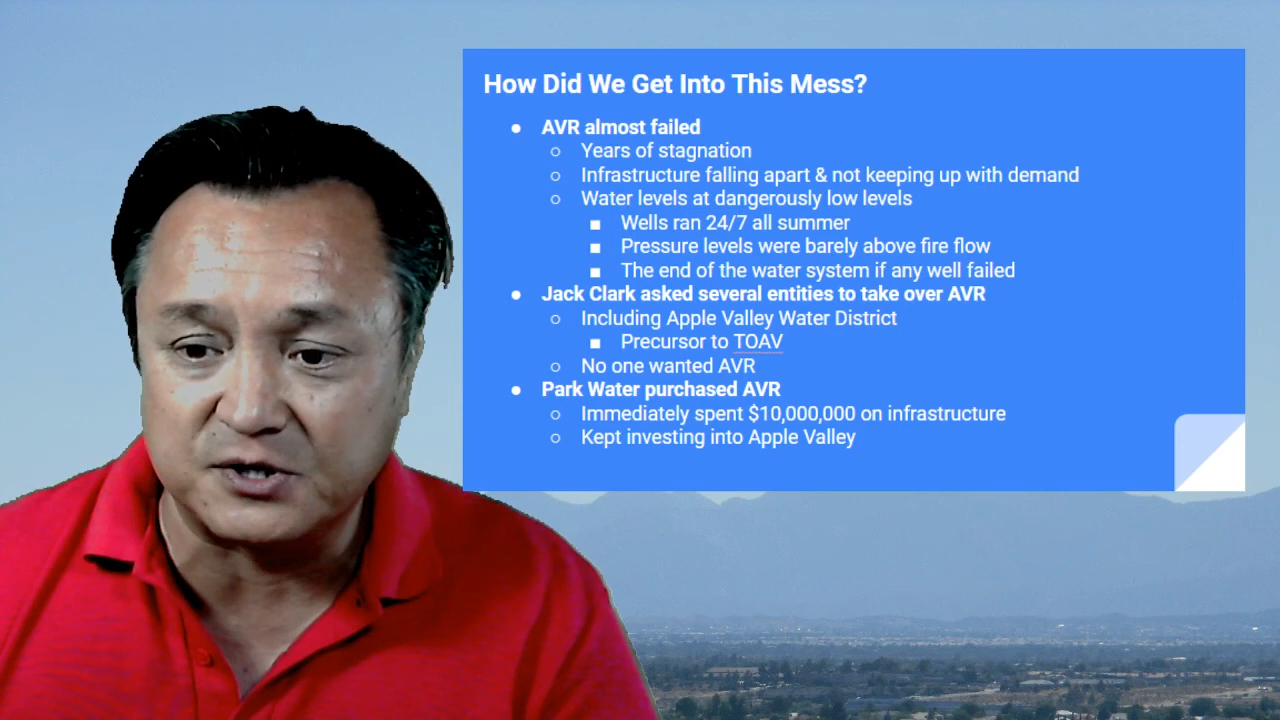 How Did We Get Into This Mess?
● AVR almost failed
○ Years of stagnation
○ Infrastructure falling apart & not keeping up with demand
○ Water levels at dangerously low levels
■ Wells ran 24/7 all summer
■ Pressure levels were barely above fire flow
■ The end of the water system if any well failed
● Jack Clark asked several entities to take over AVR
○ Including Apple Valley Water District
■ Precursor to TOAV
○ No one wanted AVR
● Park Water purchased AVR
○ Immediately spent $10,000,000 on infrastructure
○ Kept investing into Apple Valley